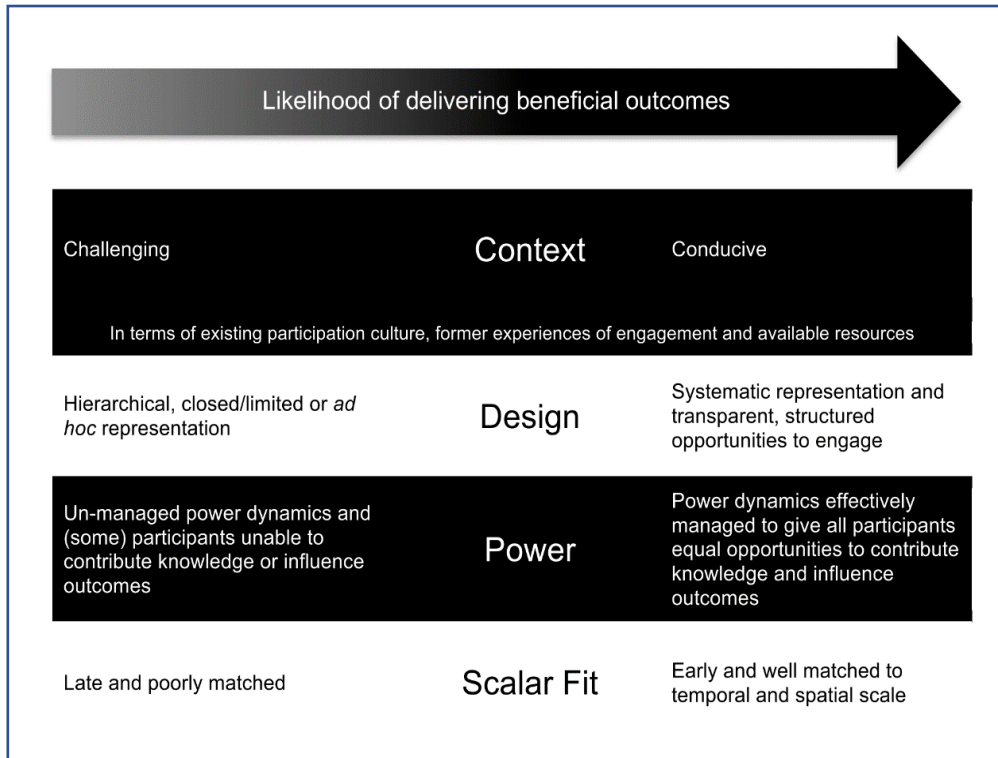 Likelihood of delivering beneficial outcomes
Challenging
Context
Conducive
In terms of existing participation culture, former experiences of engagement and available resources
Hierarchical, closed/limited or ad
hoc representation
Design
Systematic representation and
transparent, structured
opportunities to engage
Un-managed power dynamics and
(some) participants unable to
contribute knowledge or influence
outcomes
Power
Power dynamics effectively
managed to give all participants
equal opportunities to contribute
knowledge and influence
outcomes
Late and poorly matched
Scalar Fit
Early and well matched to
temporal and spatial scale